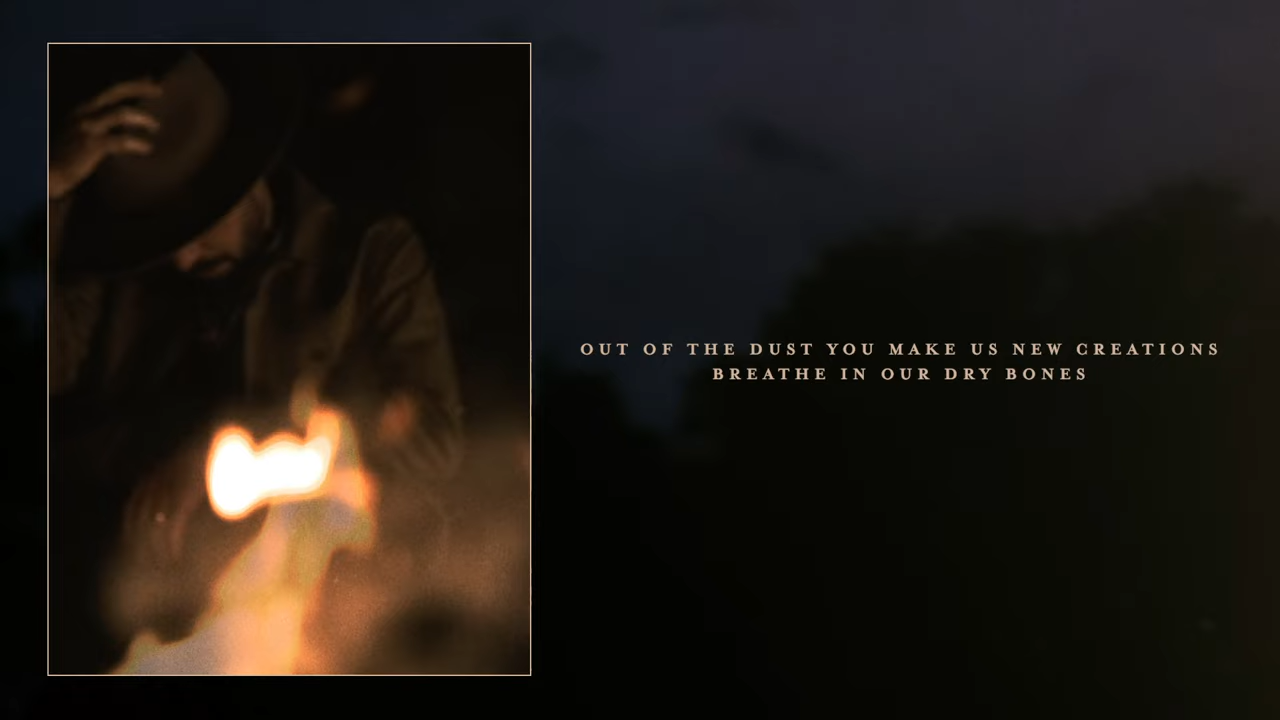 OUT OF THE DUST YOU MAKE US NEW CREATIONS
BREATHE IN OUR DRY BONES